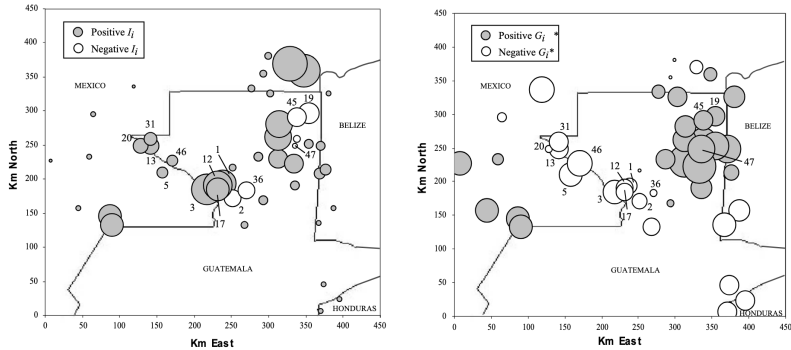 Positive Ii
Negative Ii
MEXICO
BELIZE
GUATEMALA
HONDURAS
31
20
13
46
5
12
1
3
17
2
36
45
19
47
450
400
350
300
250
200
150
100
50
0
0 50 100 150 200 250 300 350 400 450
Km North
Km East
Positive Gi*
Negative Gi*
MEXICO
BELIZE
GUATEMALA
HONDURAS
31
20
13
46
5
12
1
3
17
2
36
45
19
47
450
400
350
300
250
200
150
100
50
0
0 50 100 150 200 250 300 350 400 450
Km North
Km East